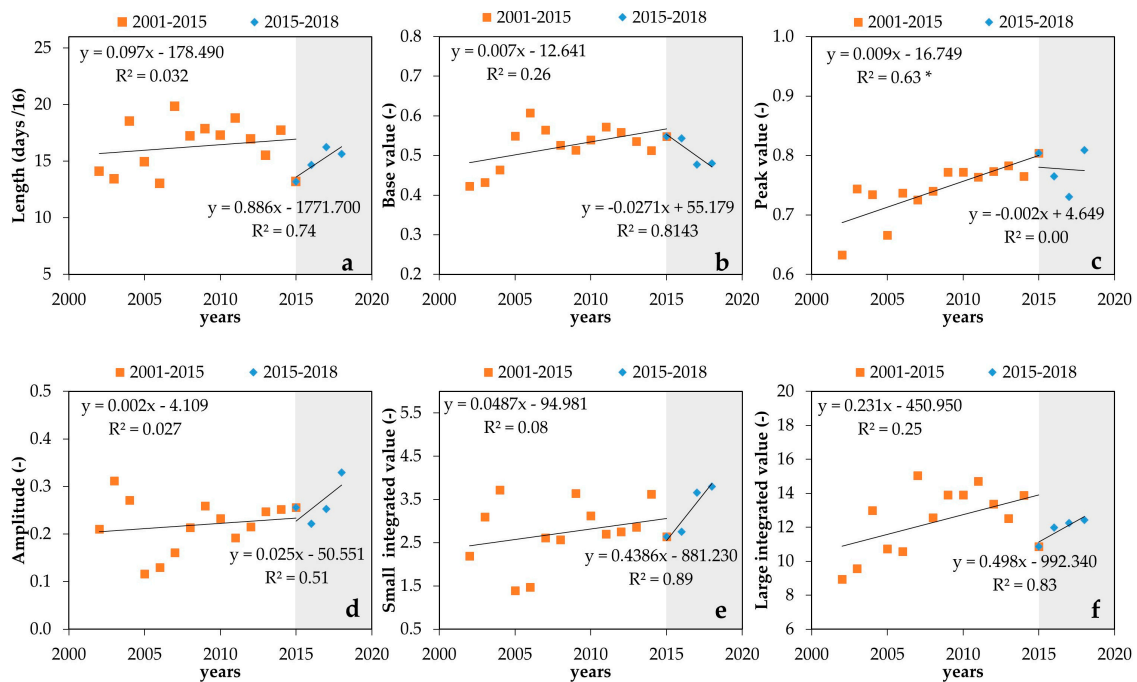 2001-2015 2015-2018
y = 0.097x - 178.490
R² = 0.032
Length (days /16)
25
20
15
10
5
y = 0.886x - 1771.700
R² = 0.74
a
2000 2005 2010 2015 2020
years
2001-2015 2015-2018
y = 0.007x - 12.641
R² = 0.26
Base value (-)
0.8
0.7
0.6
0.5
0.4
0.3
0.2
y = -0.0271x + 55.179
R² = 0.8143
b
2000 2005 2010 2015 2020
years
2001-2015 2015-2018
y = 0.009x - 16.749
R² = 0.63 *
Peak value (-)
1.0
0.9
0.8
0.7
0.6
y = -0.002x + 4.649
R² = 0.00
c
2000 2005 2010 2015 2020
years
2001-2015 2015-2018
y = 0.002x - 4.109
R² = 0.027
Amplitude (-)
0.5
0.4
0.3
0.2
0.1
0.0
y = 0.025x - 50.551
R² = 0.51
d
2000 2005 2010 2015 2020
years
2001-2015 2015-2018
y = 0.0487x - 94.981
R² = 0.08
Small integrated value (-)
5.5
4.5
3.5
2.5
1.5
0.5
y = 0.4386x - 881.230
R² = 0.89
e
2000 2005 2010 2015 2020
years
2001-2015 2015-2018
y = 0.231x - 450.950
R² = 0.25
Large integrated value (-)
20
18
16
14
12
10
8
6
y = 0.498x - 992.340
R² = 0.83
f
2000 2005 2010 2015 2020
years